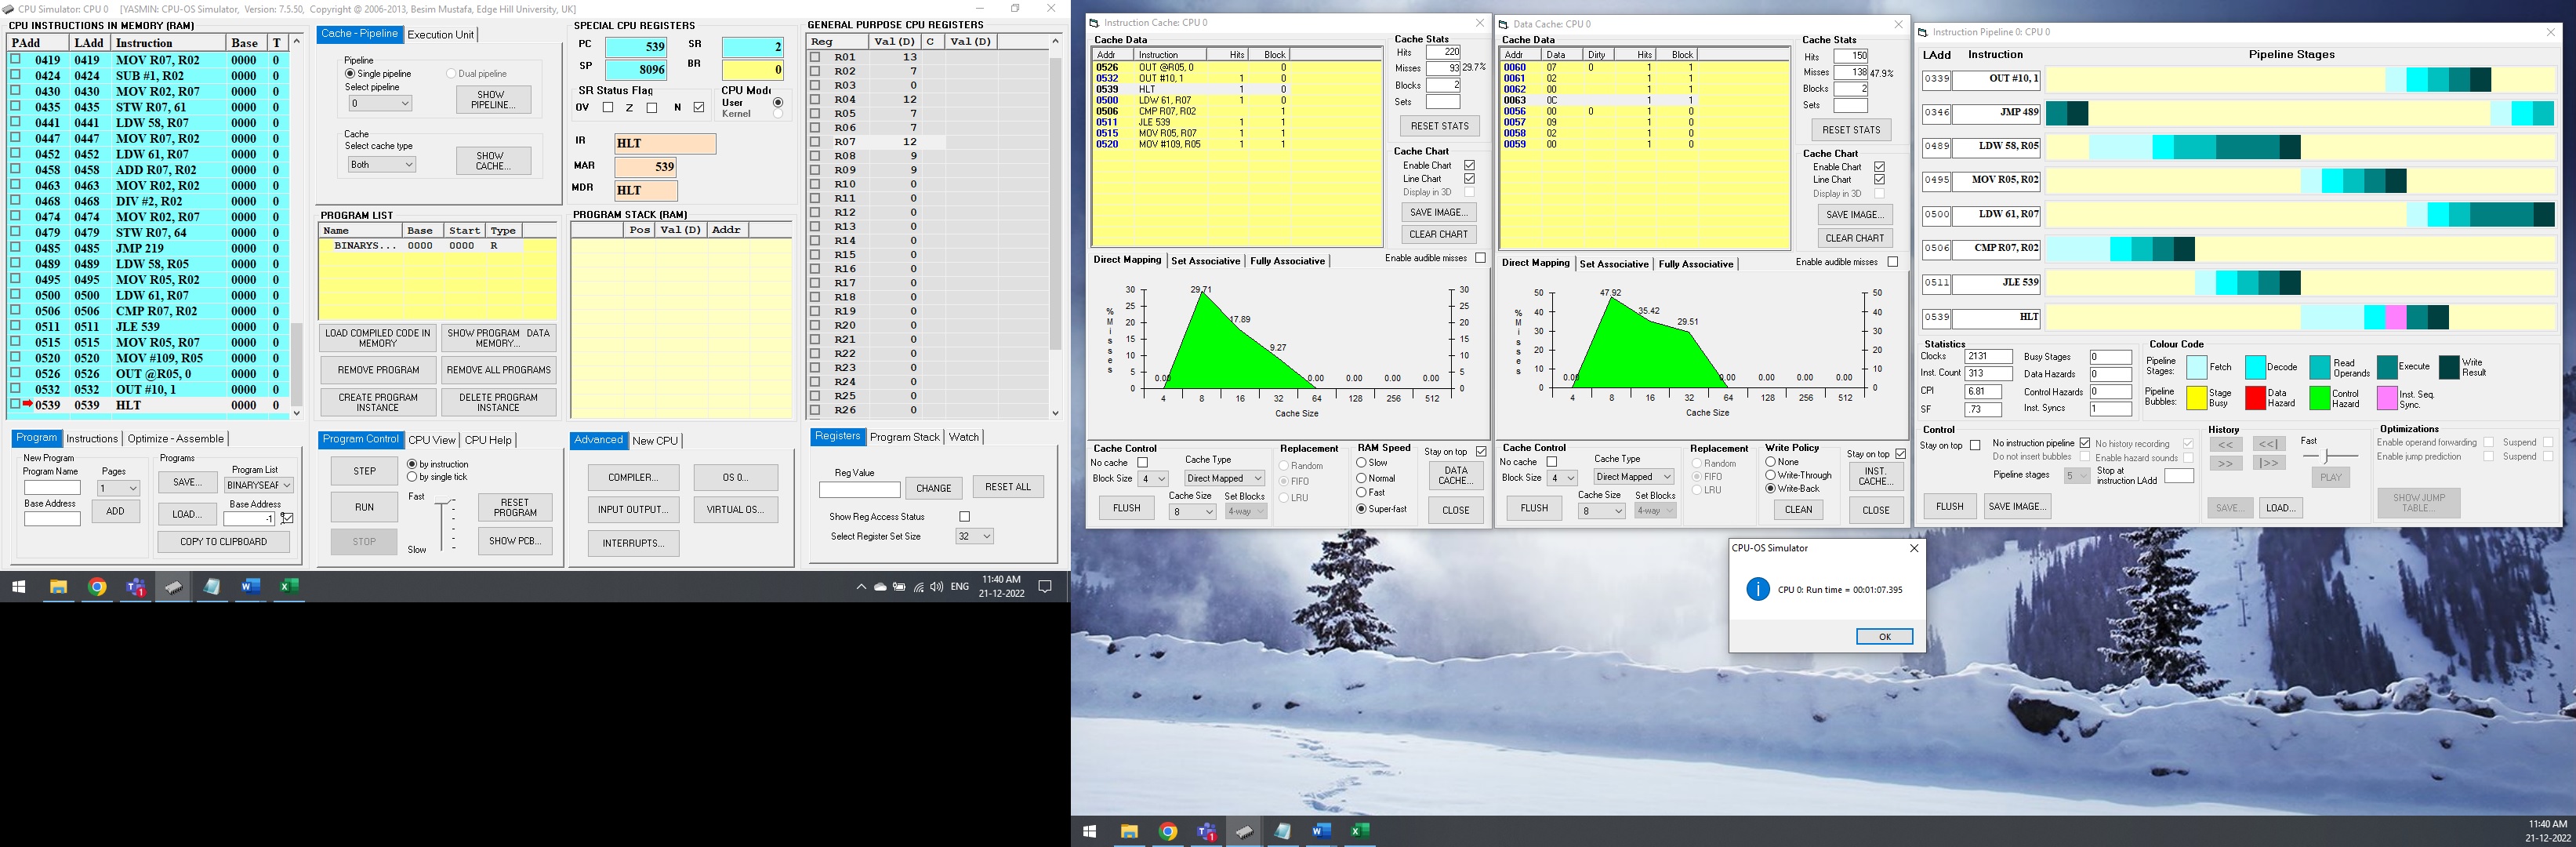 CPU Simulator: CPU 0    [YASMIN: CPU-OS Simulator,  Version: 7.5.50,  Copyright @ 2006-2013, Besim Mustafa, Edge Hill University, UK]
CPU INSTRUCTIONS IN MEMORY (RAM)
PAdd LAdd Instruction Base T
0419 0419 MOV R07, R02 0000 0
0424 0424 SUB #1, R02 0000 0
0430 0430 MOV R02, R07 0000 0
0435 0435 STW R07, 61 0000 0
0441 0441 LDW 58, R07 0000 0
0447 0447 MOV R07, R02 0000 0
0452 0452 LDW 61, R07 0000 0
0458 0458 ADD R07, R02 0000 0
0463 0463 MOV R02, R02 0000 0
0468 0468 DIV #2, R02 0000 0
0474 0474 MOV R02, R07 0000 0
0479 0479 STW R07, 64 0000 0
0485 0485 JMP 219 0000 0
0489 0489 LDW 58, R05 0000 0
0495 0495 MOV R05, R02 0000 0
0500 0500 LDW 61, R07 0000 0
0506 0506 CMP R07, R02 0000 0
0511 0511 JLE 539 0000 0
0515 0515 MOV R05, R07 0000 0
0520 0520 MOV #109, R05 0000 0
0526 0526 OUT @R05, 0 0000 0
0532 0532 OUT #10, 1 0000 0
0539 0539 HLT 0000 0
Program Instructions Optimize - Assemble
New Program
Program Name Pages
1
Base Address
ADD
Programs
SAVE... Program List
BINARYSEAF
LOAD... Base Address
-1
COPY TO CLIPBOARD
Cache - Pipeline Execution Unit
Pipeline
Single pipeline Dual pipeline
Select pipeline
0
SHOW PIPELINE...
Cache
Select cache type
Both
SHOW CACHE...
PROGRAM LIST
Name Base Start Type
BINARYS... 0000 0000 R
LOAD COMPILED CODE IN MEMORY
SHOW PROGRAM DATA MEMORY...
REMOVE PROGRAM
REMOVE ALL PROGRAMS
CREATE PROGRAM INSTANCE
DELETE PROGRAM INSTANCE
Program Control CPU View CPU Help
STEP
by instruction
by single tick
RUN
Fast
RESET PROGRAM
STOP
Slow
SHOW PCB...
SPECIAL CPU REGISTERS
PC 539 SR 2
SP 8096 BR 0
SR Status Flag
OV Z N
CPU Mode
User
Kernel
IR HLT
MAR 539
MDR HLT
PROGRAM STACK (RAM)
Pos Val(D) Addr
Advanced New CPU
COMPILER... OS 0...
INPUT OUTPUT... VIRTUAL OS...
INTERRUPTS...
GENERAL PURPOSE CPU REGISTERS
Reg Val(D) C Val(D)
R01 13
R02 7
R03 0
R04 12
R05 7
R06 7
R07 12
R08 9
R09 9
R10 0
R11 0
R12 0
R13 0
R14 0
R15 0
R16 0
R17 0
R18 0
R19 0
R20 0
R21 0
R22 0
R23 0
R24 0
R25 0
R26 0
Registers Program Stack Watch
Reg Value
CHANGE RESET ALL
Show Reg Access Status
Select Register Set Size 32
ENG
11:40 AM
21-12-2022
Instruction Cache: CPU 0
Cache Data
Addr Instruction Hits Block
0526 OUT @R05, 0 0
0532 OUT #10, 1 1 0
0539 HLT 1 0
0500 LDW 61, R07 1 0
0506 CMP R07, R02 1
0511 JLE 539 1 1
0515 MOV R05, R07 1 1
0520 MOV #109, R05 1 1
Cache Stats
Hits 220
Misses 93 29.7%
Blocks 2
Sets
RESET STATS
Cache Chart
Enable Chart
Line Chart
Display in 3D
SAVE IMAGE...
CLEAR CHART
Direct Mapping Set Associative Fully Associative
Enable audible misses
% Misses
30 25 20 15 10 5 0
0.00 29.71 17.89 9.27 0.00 0.00 0.00 0.00
30 25 20 15 10 5 0
4 8 16 32 64 128 256 512
Cache Size
Cache Control
No cache
Block Size 4
FLUSH
Cache Type
Direct Mapped
Cache Size Set Blocks
8 4-way
Replacement
Random
FIFO
LRU
RAM Speed
Slow
Normal
Fast
Super-fast
Stay on top
DATA CACHE...
CLOSE
Data Cache: CPU 0
Cache Data
Addr Data Dirty Hits Block
0060 07 0 1 1
0061 02 1 1
0062 00 1 1
0063 0C 1 1
0056 00 0 1 0
0057 09 1 0
0058 02 1 0
0059 00 1 0
Cache Stats
Hits 150
Misses 138 47.9%
Blocks 2
Sets
RESET STATS
Cache Chart
Enable Chart
Line Chart
Display in 3D
SAVE IMAGE...
CLEAR CHART
Direct Mapping Set Associative Fully Associative
Enable audible misses
% Misses
50 40 30 20 10 0
0.00 47.92 35.42 29.51 0.00 0.00 0.00 0.00
50 40 30 20 10 0
4 8 16 32 64 128 256 512
Cache Size
Cache Control
No cache
Block Size 4
FLUSH
Cache Type
Direct Mapped
Cache Size Set Blocks
8 4-way
Replacement
Random
FIFO
LRU
Write Policy
None
Write-Through
Write-Back
CLEAN
Stay on top
INST. CACHE...
CLOSE
Instruction Pipeline 0: CPU 0
LAdd Instruction Pipeline Stages
0339 OUT #10, 1
0346 JMP 489
0489 LDW 58, R05
0495 MOV R05, R02
0500 LDW 61, R07
0506 CMP R07, R02
0511 JLE 539
0539 HLT
Statistics
Clocks 2131 Busy Stages 0
Inst. Count 313 Data Hazards 0
CPI 6.81 Control Hazards 0
SF .73 Inst. Syncs 1
Colour Code
Pipeline Stages: Fetch Decode Read Operands Execute Write Result
Pipeline Bubbles: Stage Busy Data Hazard Control Hazard Inst. Seq. Sync.
Control
Stay on top
No instruction pipeline No history recording
Do not insert bubbles Enable hazard sounds
Pipeline stages 5 Stop at instruction LAdd
FLUSH SAVE IMAGE...
History
<< <<|
>> |>>
Fast
PLAY
SAVE... LOAD...
Optimizations
Enable operand forwarding Suspend
Enable jump prediction Suspend
SHOW JUMP TABLE...
CPU-OS Simulator
CPU 0: Run time = 00:01:07.395
OK
11:40 AM
21-12-2022